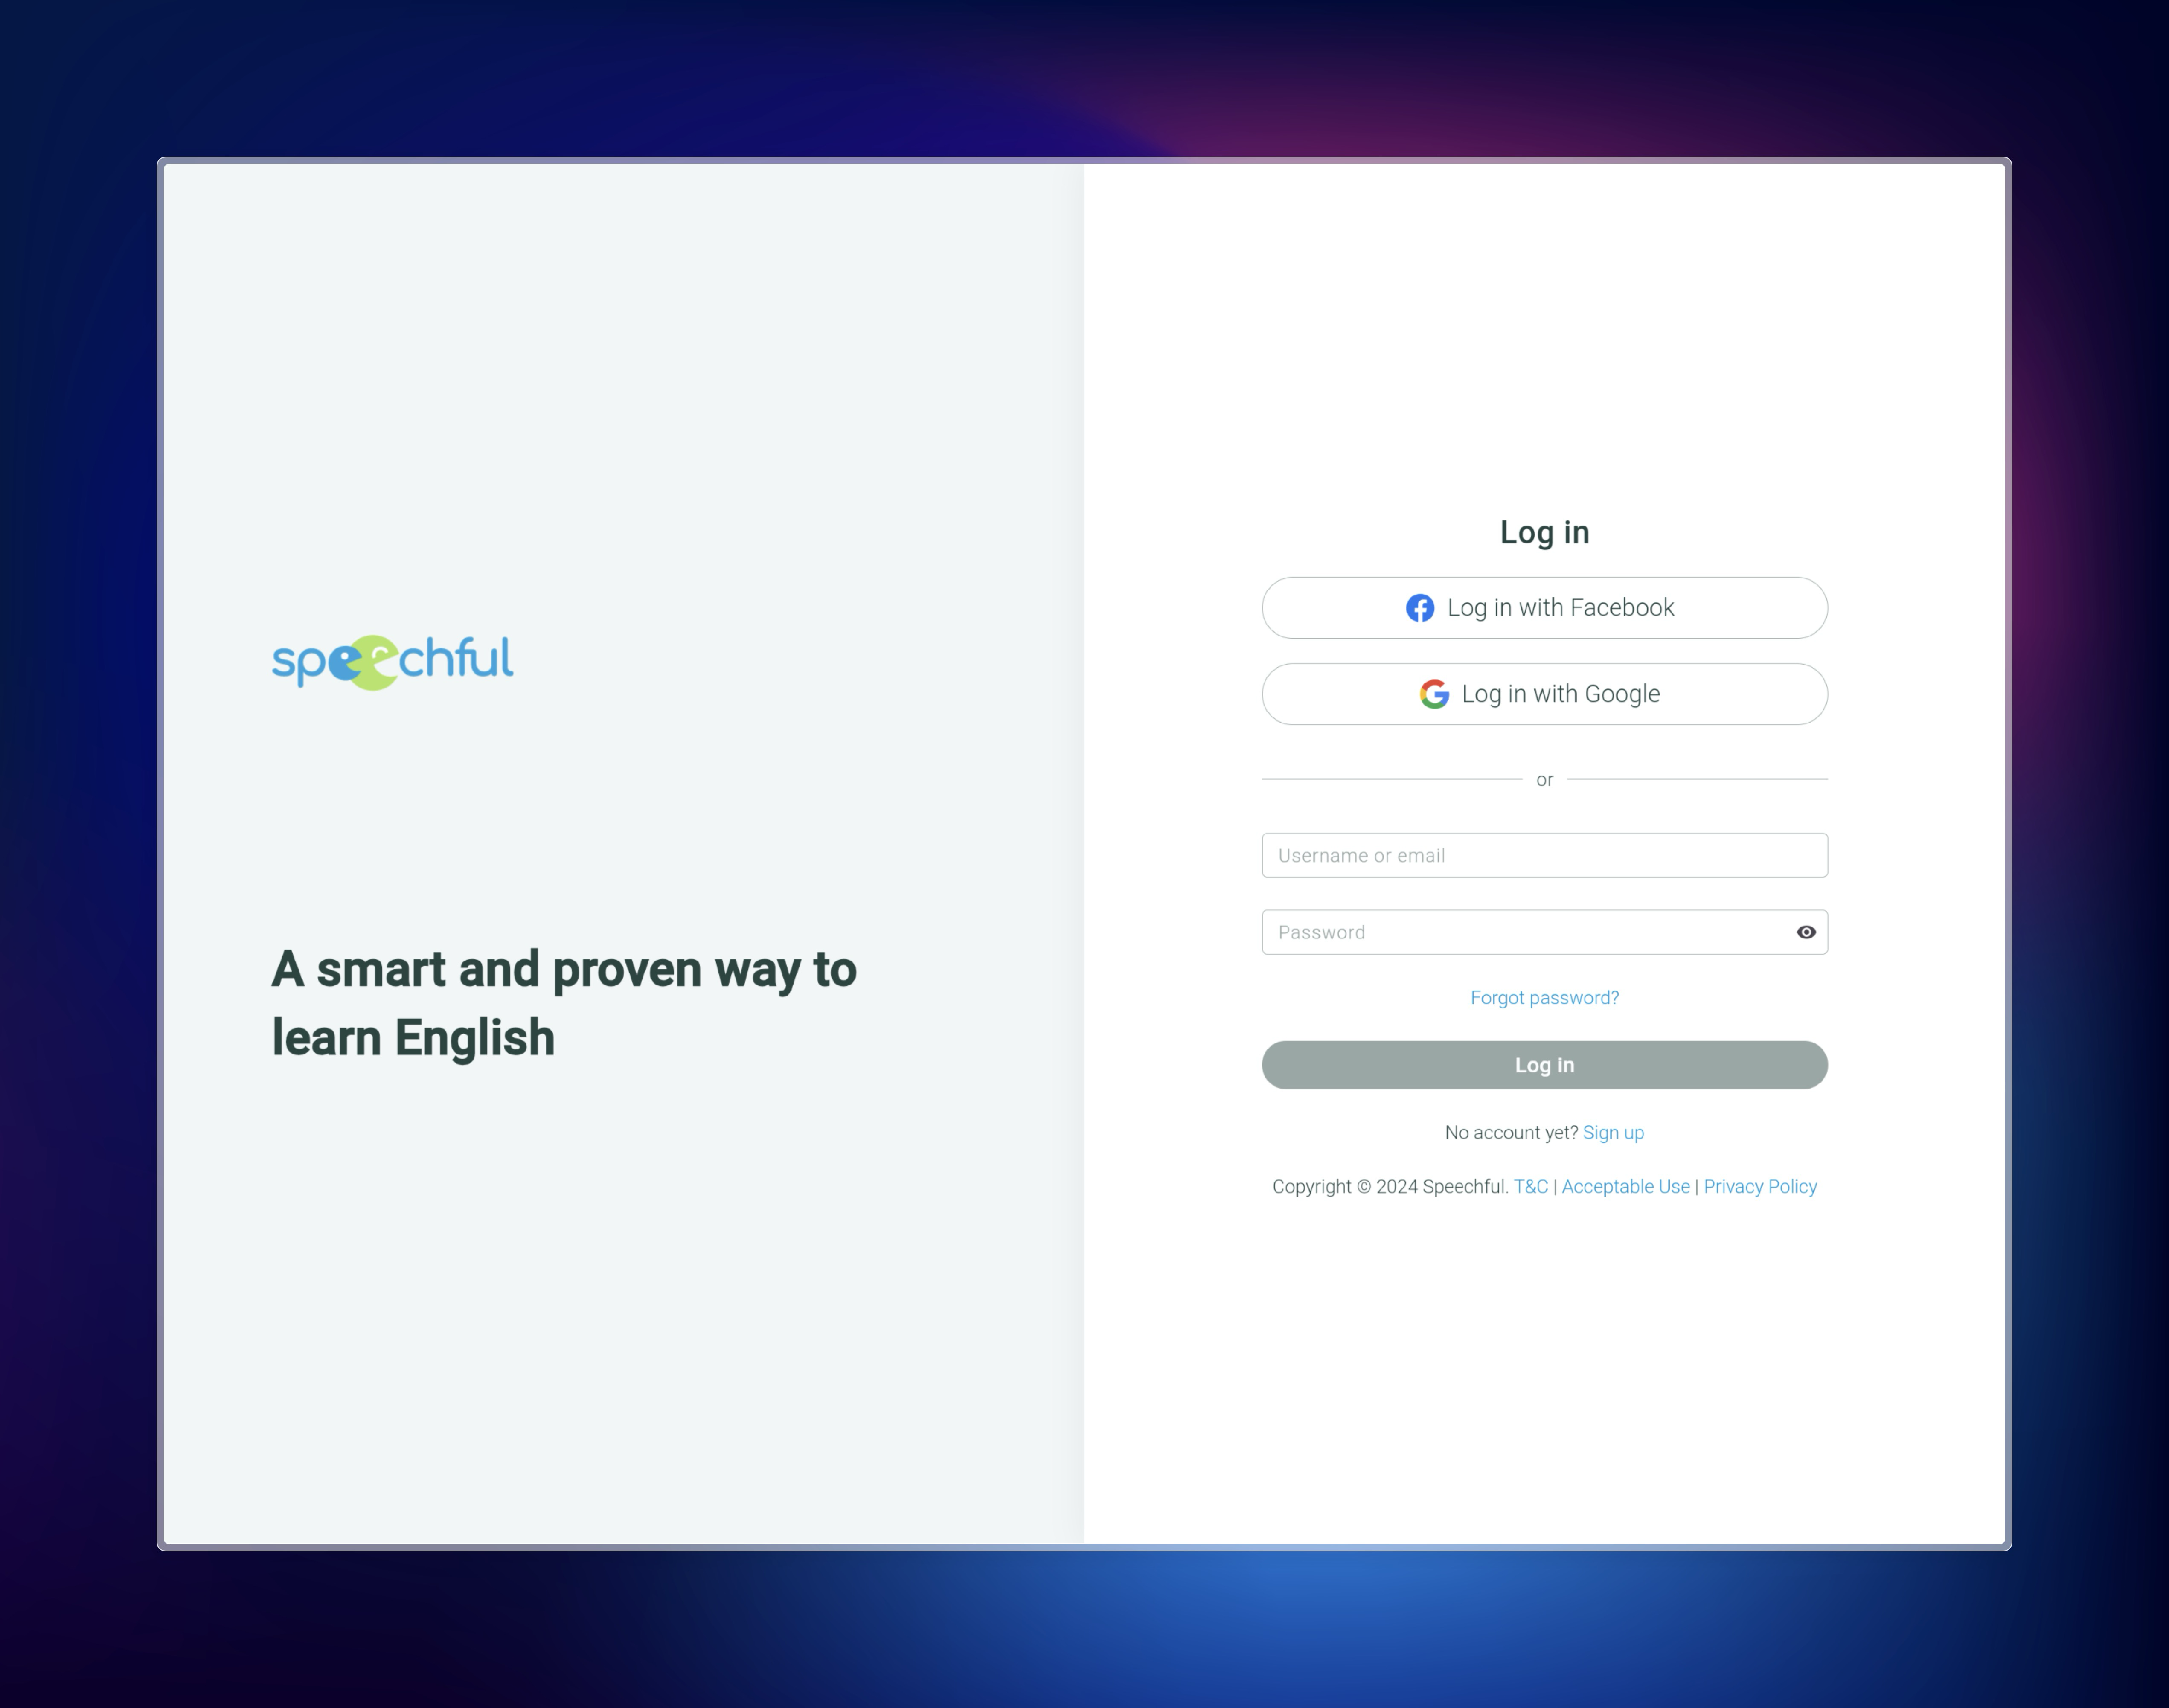 speechful
A smart and proven way to
learn English
Log in
Log in with Facebook
Log in with Google
or
Username or email
Password
Forgot password?
Log in
No account yet? Sign up
Copyright © 2024 Speechful. T&C | Acceptable Use | Privacy Policy